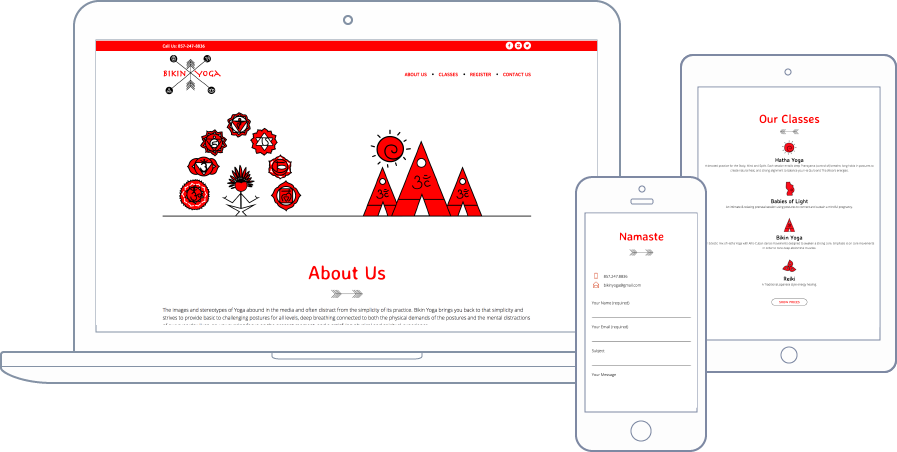 Call Us: 857-247-8836
BIKIN YOGA
ABOUT US • CLASSES • REGISTER • CONTACT US
About Us
The images and stereotypes of Yoga abound in the media and often distract from the simplicity of its practice. Bikin Yoga brings you back to that simplicity and
strives to provide basic to challenging postures for all levels, deep breathing connected to both the physical demands of the postures and the mental distractions
Namaste
857.247.8836
bikinyoga@gmail.com
Your Name (required)
Your Email (required)
Subject
Your Message
Our Classes
Hatha Yoga
Babies of Light
Bikin Yoga
Reiki
VIEW PRICES